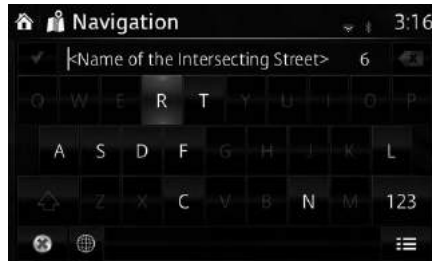 Navigation 3:16
<Name of the Intersecting Street> 6
Q W E R T Y U I O P
A S D F G H J K L
Z X C V B N M 123